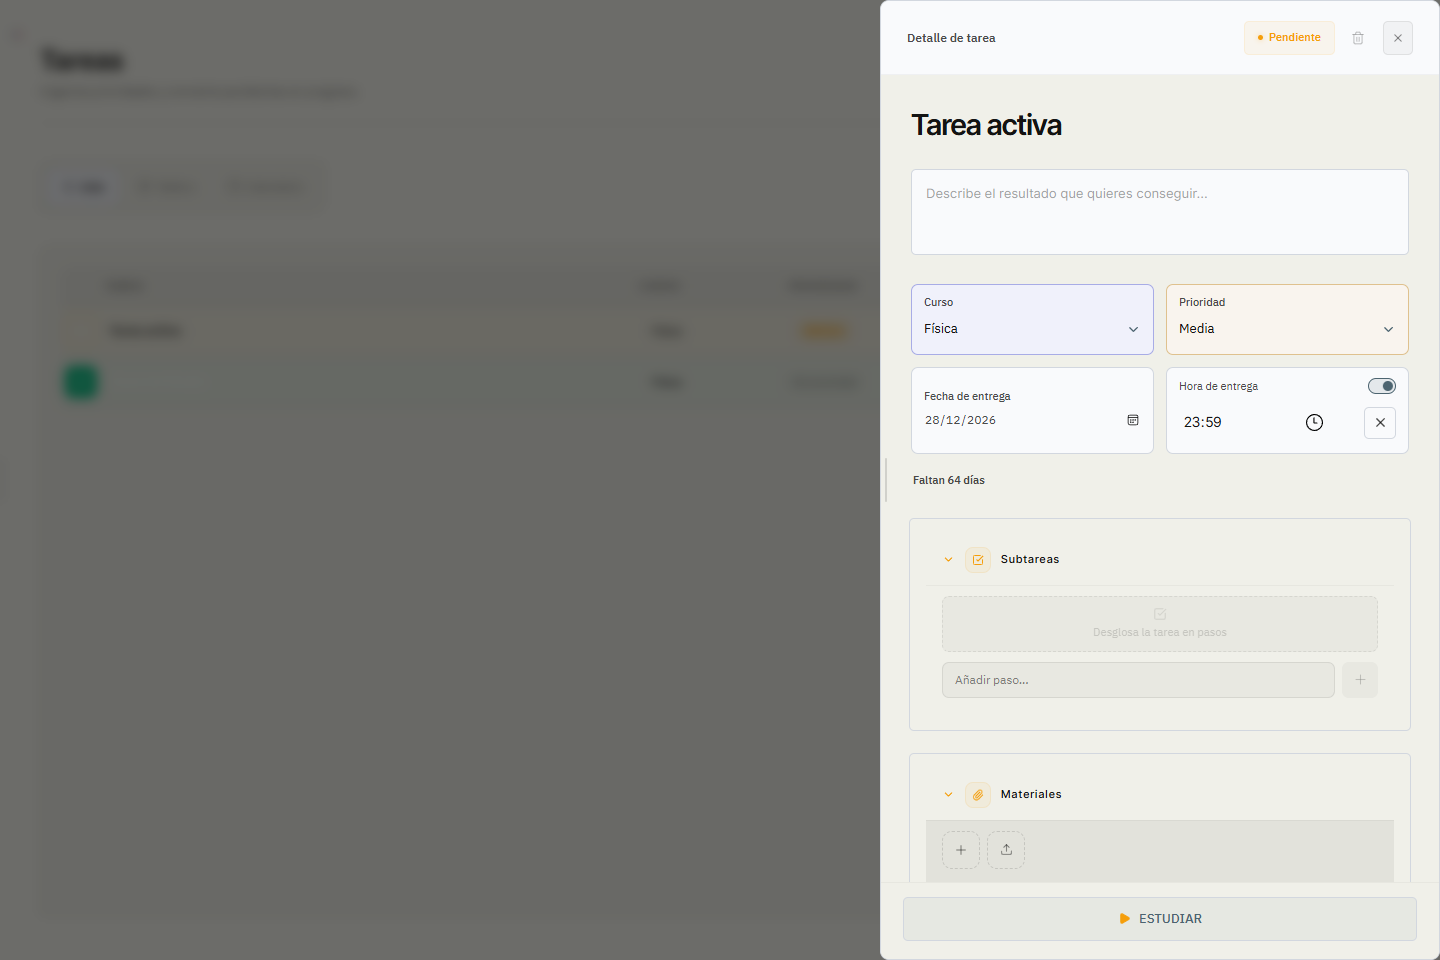 Tareas
Detalle de tarea
Pendiente
Tarea activa
Describe el resultado que quieres conseguir...
Curso
Física
Prioridad
Media
Fecha de entrega
28/12/2026
Hora de entrega
23:59
Faltan 64 días
Subtareas
Desglosa la tarea en pasos
Añadir paso...
Materiales
ESTUDIAR